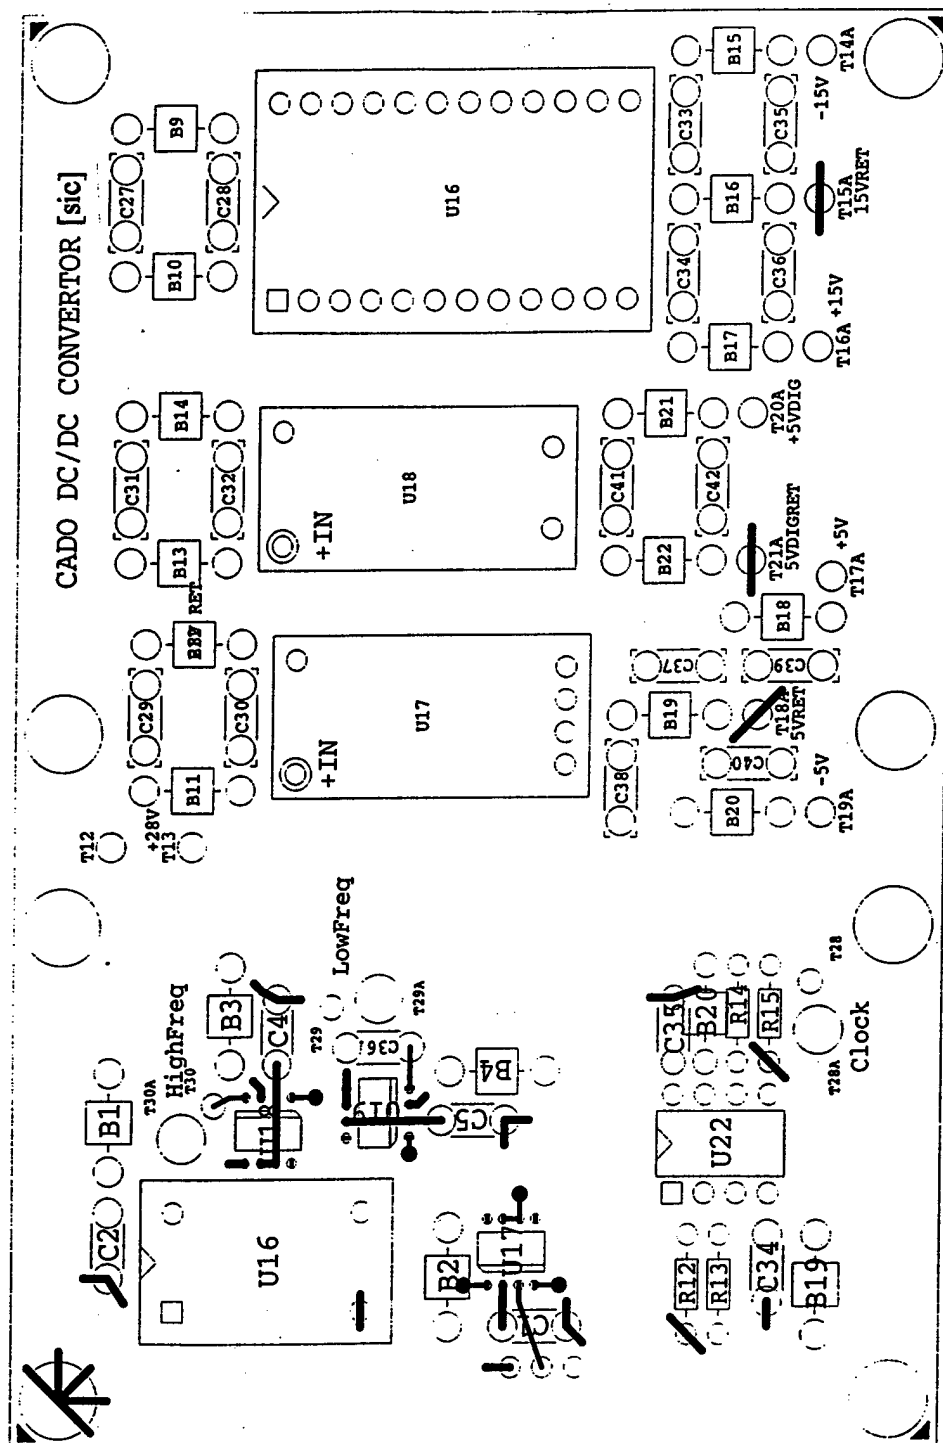 CADO DC/DC CONVERTOR [sic]
B9
C27
C28
B10
U16
B15
T14A
-15V
C33
C35
B16
T15A
15VRET
C34
C36
+15V
B17
T16A
B14
C31
C32
B13
U18
+IN
B21
T20A
+5VDIG
C41
C42
B22
T21A
5VDIGRET
RET
C29
C30
B11
+28V
T12
T13
U17
+IN
+5V
T17A
B18
C37
C39
B19
T18A
5VRET
C38
C40
-5V
B20
T19A
B3
C4
LowFreq
T29
T29A
C36
HighFreq
T30
T30A
B1
U18
U19
B4
C5
C2
U16
B2
U17
C1
C35
B20
R14
R15
T28
Clock
T28A
U22
R12
R13
C34
B19